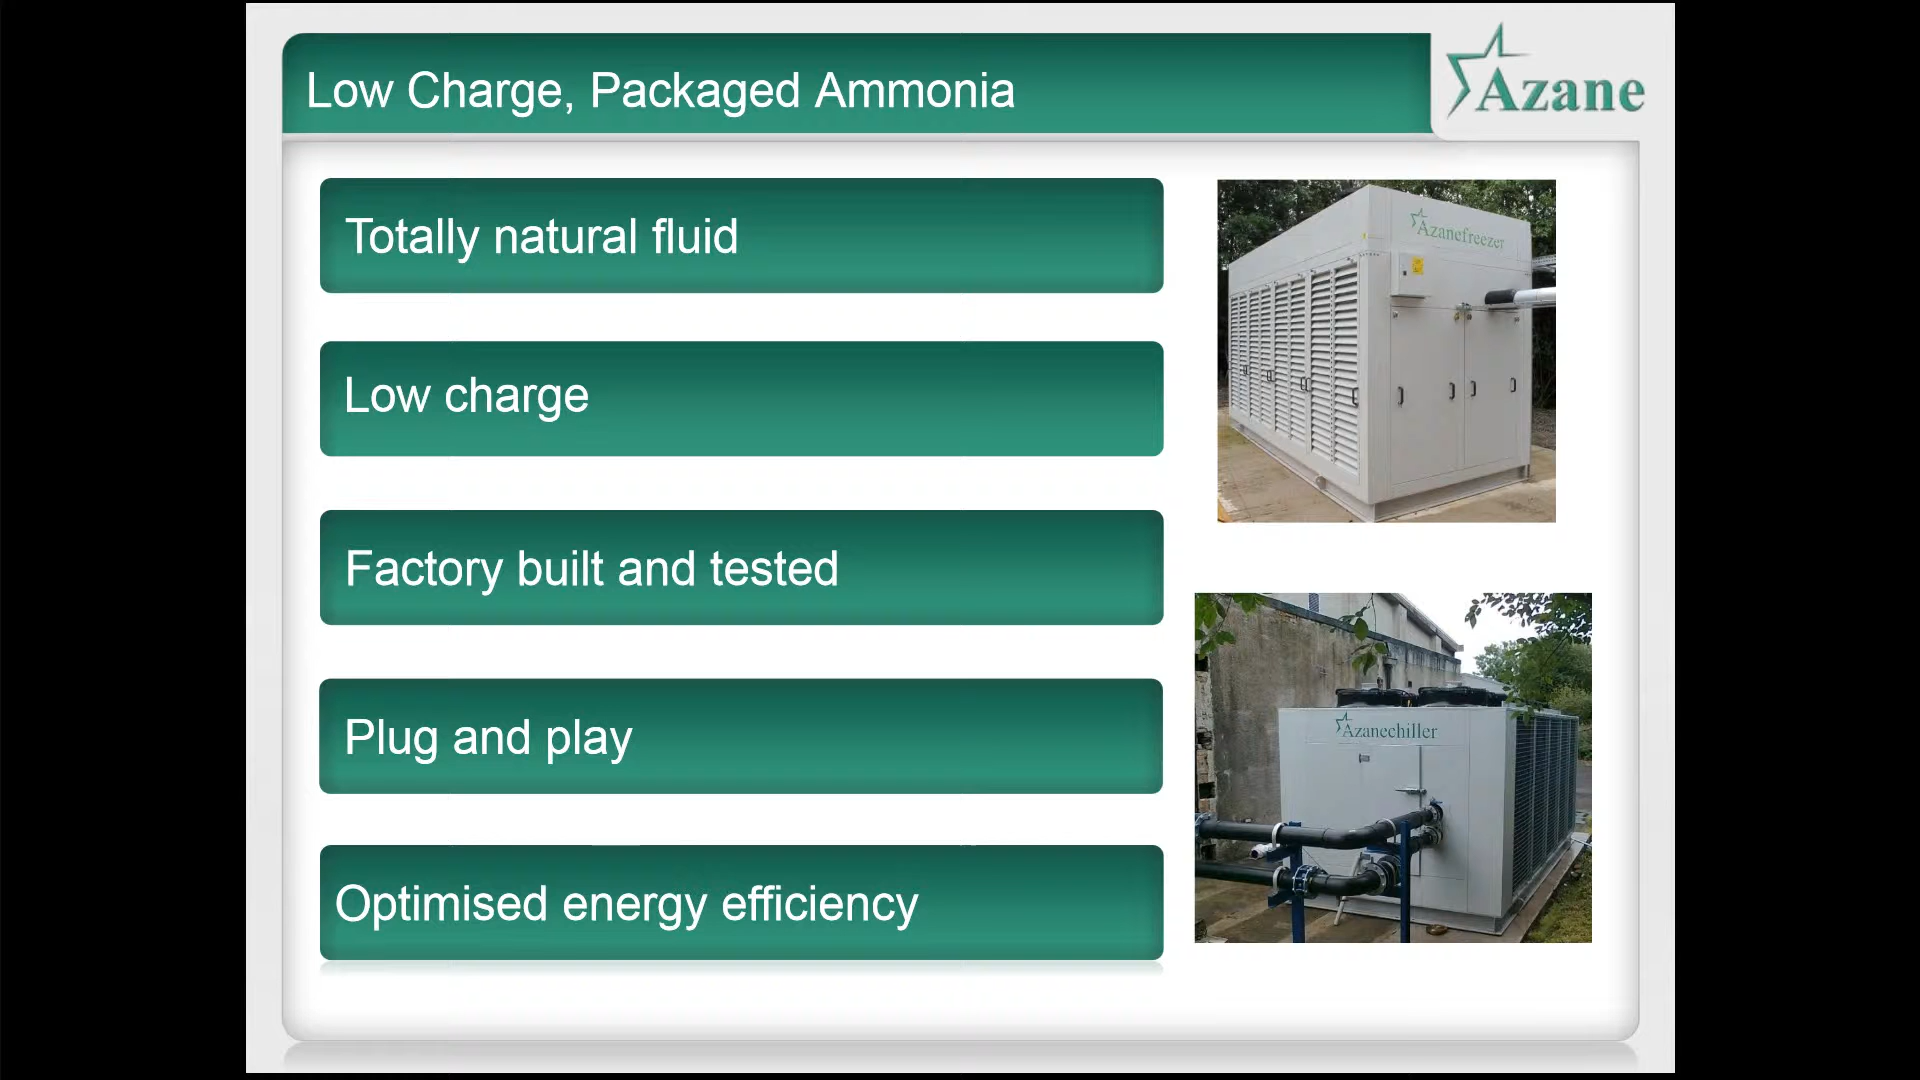 Low Charge, Packaged Ammonia
Azane
Totally natural fluid
Low charge
Factory built and tested
Plug and play
Optimised energy efficiency
Azanefreezer
Azanechiller